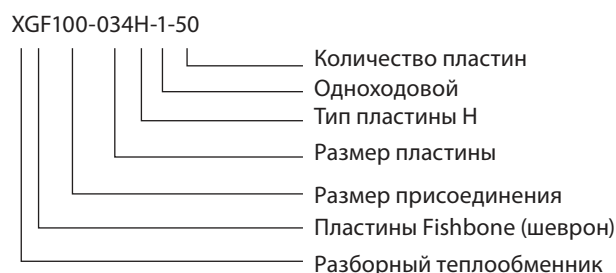 XGF100-034H-1-50
Количество пластин
Одноходовой
Тип пластины H
Размер пластины
Размер присоединения
Пластины Fishbone (шеврон)
Разборный теплообменник